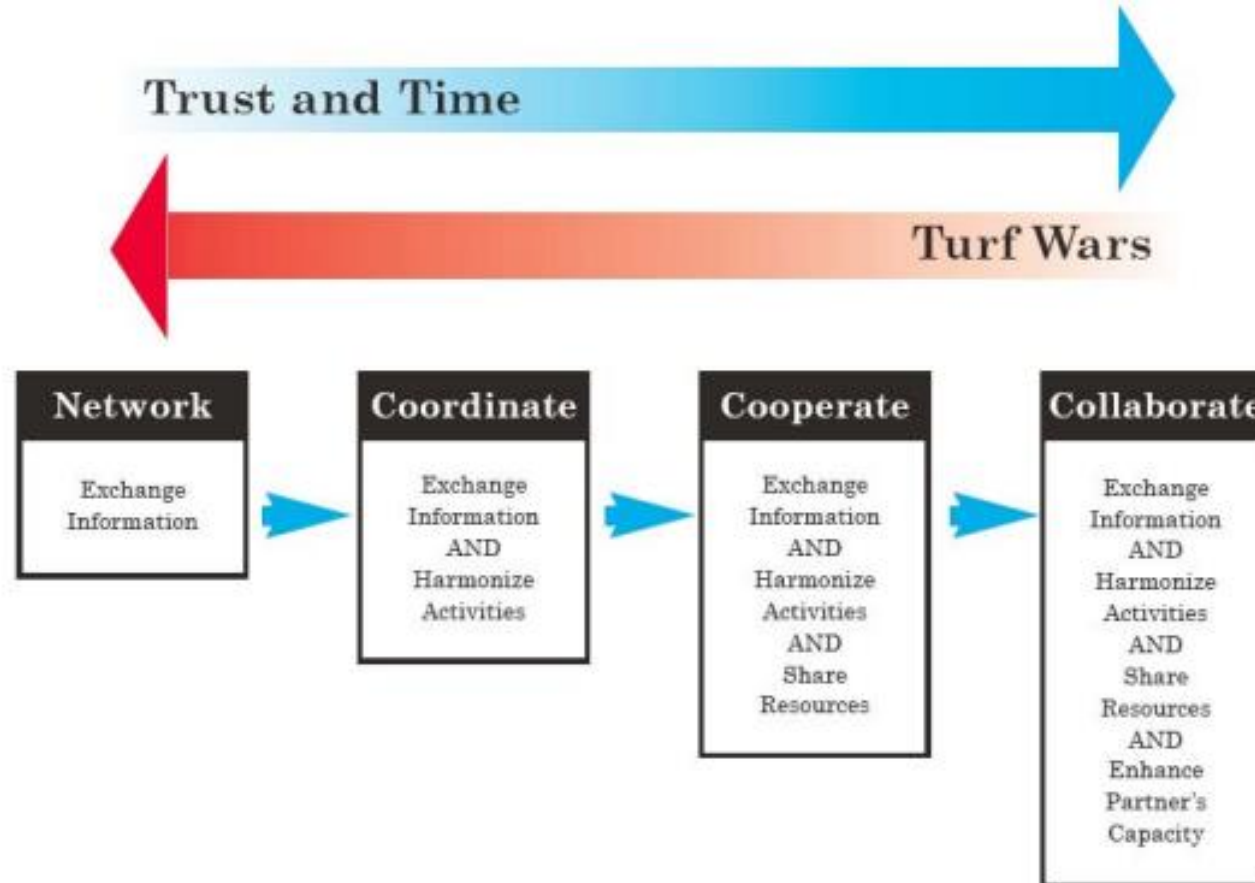 Trust and Time
Turf Wars
Network
Exchange
Information
Coordinate
Exchange
Information
AND
Harmonize
Activities
Cooperate
Exchange
Information
AND
Harmonize
Activities
AND
Share
Resources
Collaborate
Exchange
Information
AND
Harmonize
Activities
AND
Share
Resources
AND
Enhance
Partner's
Capacity